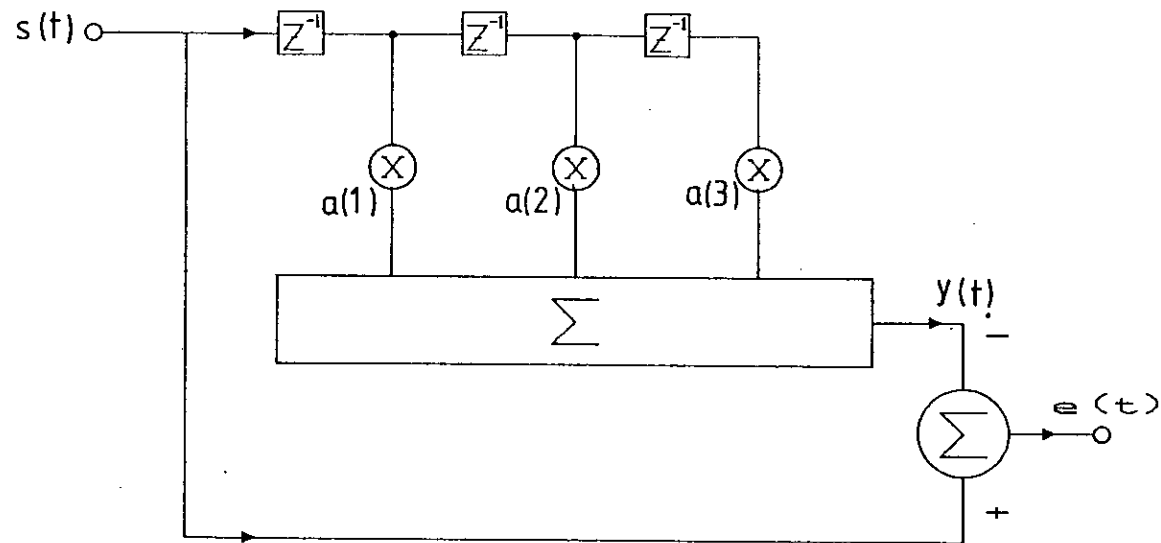 s(t) Z⁻¹ Z⁻¹ Z⁻¹
X X X
a(1) a(2) a(3)
y(t)
Σ −
Σ e(t)
+